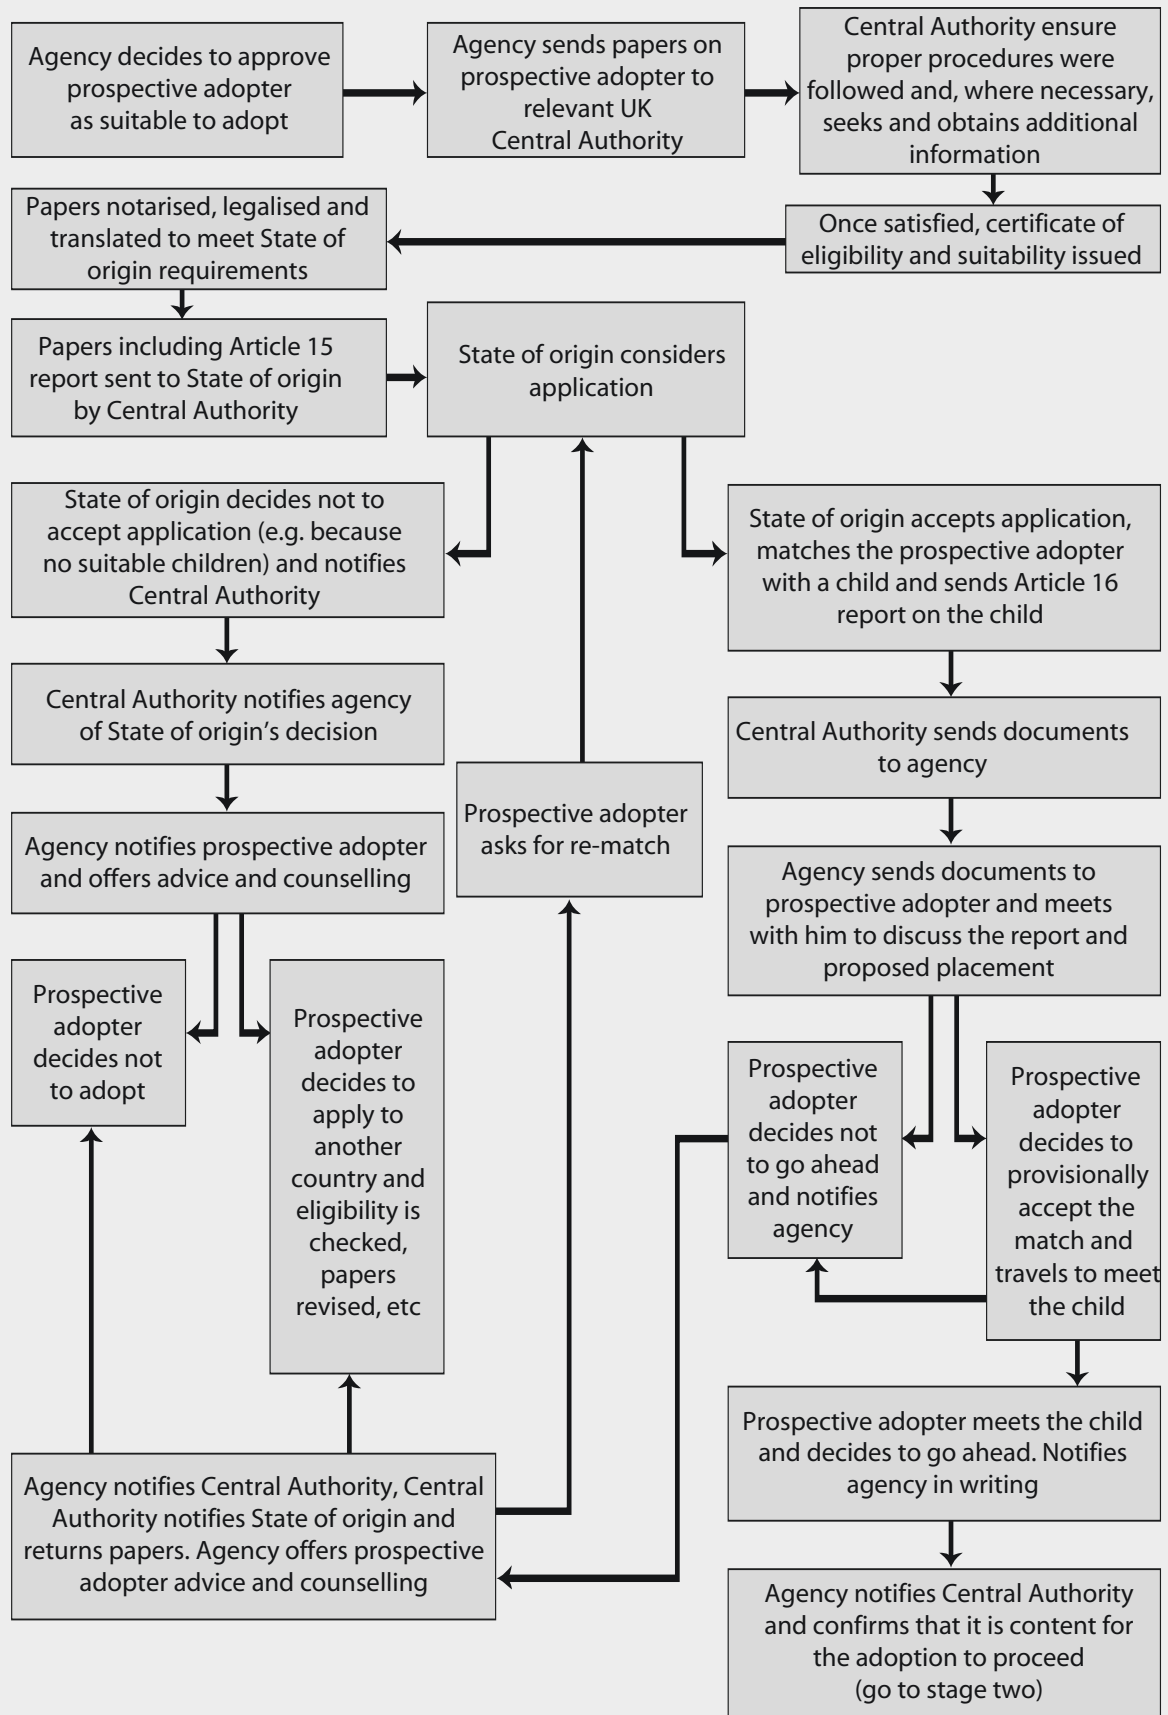 Agency decides to approve
prospective adopter
as suitable to adopt
Agency sends papers on
prospective adopter to
relevant UK
Central Authority
Central Authority ensure
proper procedures were
followed and, where necessary,
seeks and obtains additional
information
Once satisfied, certificate of
eligibility and suitability issued
Papers notarised, legalised and
translated to meet State of
origin requirements
Papers including Article 15
report sent to State of origin
by Central Authority
State of origin considers
application
State of origin decides not to
accept application (e.g. because
no suitable children) and notifies
Central Authority
State of origin accepts application,
matches the prospective adopter
with a child and sends Article 16
report on the child
Central Authority notifies agency
of State of origin's decision
Central Authority sends documents
to agency
Prospective adopter
asks for re-match
Agency notifies prospective adopter
and offers advice and counselling
Agency sends documents to
prospective adopter and meets
with him to discuss the report and
proposed placement
Prospective
adopter
decides not
to adopt
Prospective
adopter
decides to
apply to
another
country and
eligibility is
checked,
papers
revised, etc
Prospective
adopter
decides not
to go ahead
and notifies
agency
Prospective
adopter
decides to
provisionally
accept the
match and
travels to meet
the child
Prospective adopter meets the child
and decides to go ahead. Notifies
agency in writing
Agency notifies Central Authority, Central
Authority notifies State of origin and
returns papers. Agency offers prospective
adopter advice and counselling
Agency notifies Central Authority
and confirms that it is content for
the adoption to proceed
(go to stage two)